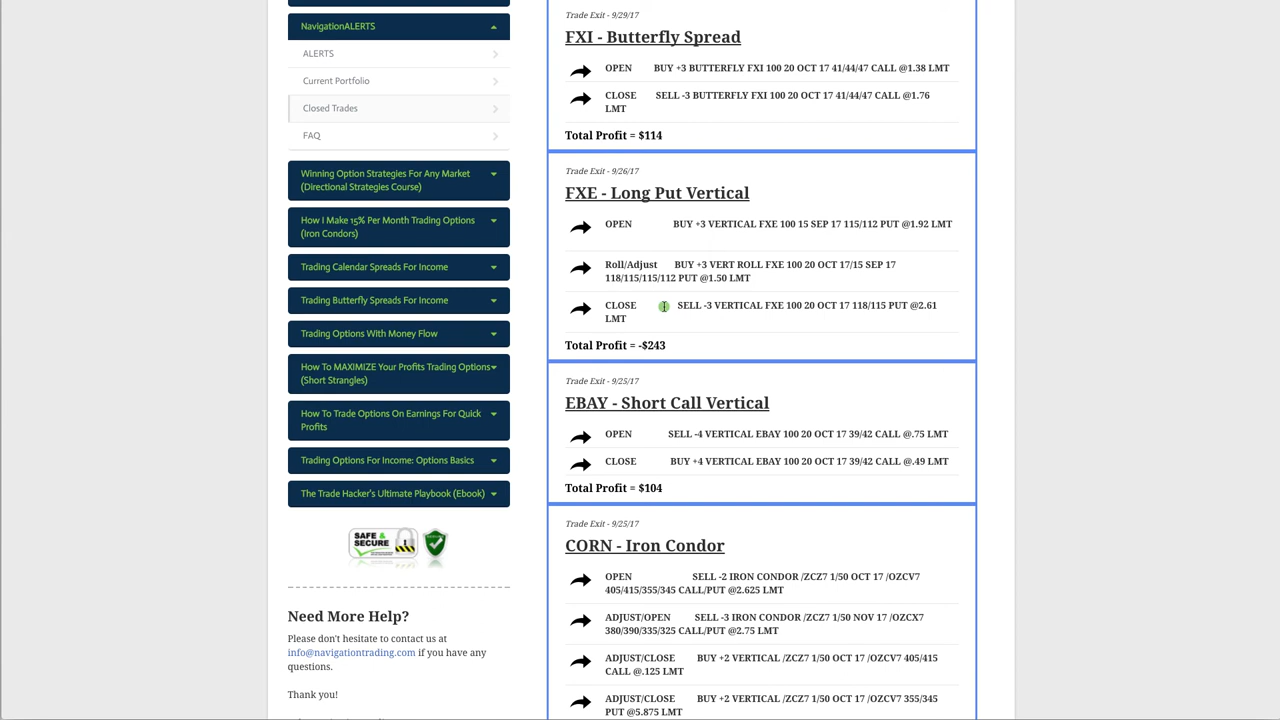 NavigationALERTS
ALERTS
Current Portfolio
Closed Trades
FAQ
Winning Option Strategies For Any Market
(Directional Strategies Course)
How I Make 15% Per Month Trading Options
(Iron Condors)
Trading Calendar Spreads For Income
Trading Butterfly Spreads For Income
Trading Options With Money Flow
How To MAXIMIZE Your Profits Trading Options
(Short Strangles)
How To Trade Options On Earnings For Quick
Profits
Trading Options For Income: Options Basics
The Trade Hacker's Ultimate Playbook (Ebook)
SAFE &
SECURE
Need More Help?
Please don't hesitate to contact us at
info@navigationtrading.com if you have any
questions.
Thank you!
Trade Exit - 9/29/17
FXI - Butterfly Spread
OPEN BUY +3 BUTTERFLY FXI 100 20 OCT 17 41/44/47 CALL @1.38 LMT
CLOSE SELL -3 BUTTERFLY FXI 100 20 OCT 17 41/44/47 CALL @1.76
LMT
Total Profit = $114
Trade Exit - 9/26/17
FXE - Long Put Vertical
OPEN BUY +3 VERTICAL FXE 100 15 SEP 17 115/112 PUT @1.92 LMT
Roll/Adjust BUY +3 VERT ROLL FXE 100 20 OCT 17/15 SEP 17
118/115/115/112 PUT @1.50 LMT
CLOSE SELL -3 VERTICAL FXE 100 20 OCT 17 118/115 PUT @2.61
LMT
Total Profit = -$243
Trade Exit - 9/25/17
EBAY - Short Call Vertical
OPEN SELL -4 VERTICAL EBAY 100 20 OCT 17 39/42 CALL @.75 LMT
CLOSE BUY +4 VERTICAL EBAY 100 20 OCT 17 39/42 CALL @.49 LMT
Total Profit = $104
Trade Exit - 9/25/17
CORN - Iron Condor
OPEN SELL -2 IRON CONDOR /ZCZ7 1/50 OCT 17 /OZCV7
405/415/355/345 CALL/PUT @2.625 LMT
ADJUST/OPEN SELL -3 IRON CONDOR /ZCZ7 1/50 NOV 17 /OZCX7
380/390/335/325 CALL/PUT @2.75 LMT
ADJUST/CLOSE BUY +2 VERTICAL /ZCZ7 1/50 OCT 17 /OZCV7 405/415
CALL @.125 LMT
ADJUST/CLOSE BUY +2 VERTICAL /ZCZ7 1/50 OCT 17 /OZCV7 355/345
PUT @5.875 LMT